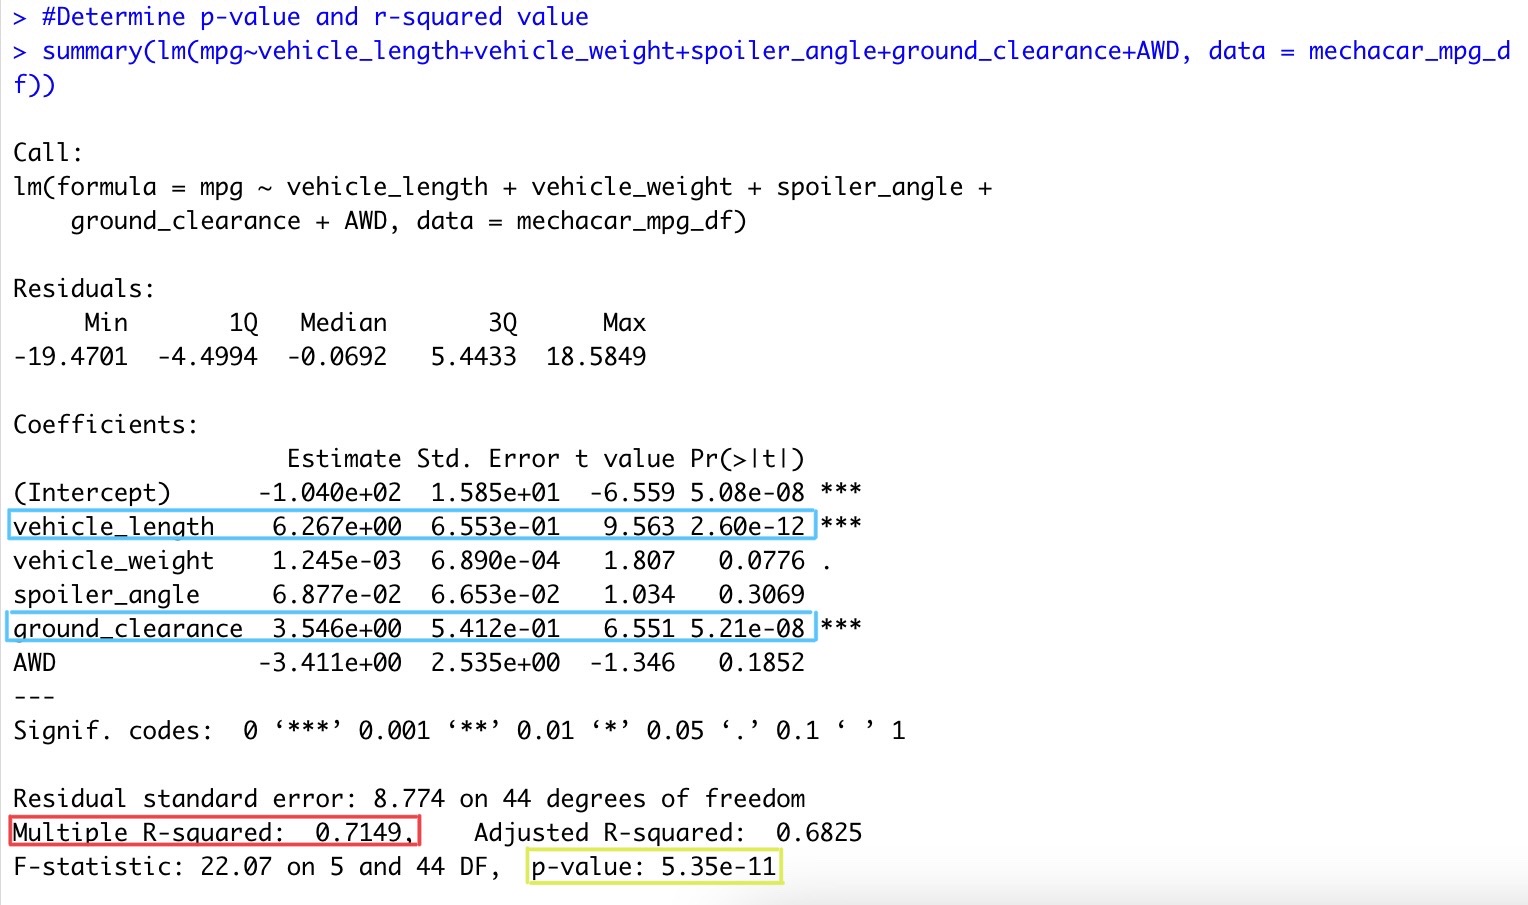 > #Determine p-value and r-squared value
> summary(lm(mpg~vehicle_length+vehicle_weight+spoiler_angle+ground_clearance+AWD, data = mechacar_mpg_d
f))
Call:
lm(formula = mpg ~ vehicle_length + vehicle_weight + spoiler_angle +
    ground_clearance + AWD, data = mechacar_mpg_df)
Residuals:
     Min       1Q   Median       3Q      Max
-19.4701  -4.4994  -0.0692   5.4433  18.5849
Coefficients:
                   Estimate Std. Error t value Pr(>|t|)
(Intercept)      -1.040e+02  1.585e+01  -6.559 5.08e-08 ***
vehicle_length    6.267e+00  6.553e-01   9.563 2.60e-12 ***
vehicle_weight    1.245e-03  6.890e-04   1.807   0.0776 .
spoiler_angle     6.877e-02  6.653e-02   1.034   0.3069
ground_clearance  3.546e+00  5.412e-01   6.551 5.21e-08 ***
AWD              -3.411e+00  2.535e+00  -1.346   0.1852
---
Signif. codes:  0 ‘***’ 0.001 ‘**’ 0.01 ‘*’ 0.05 ‘.’ 0.1 ‘ ’ 1
Residual standard error: 8.774 on 44 degrees of freedom
Multiple R-squared:  0.7149,    Adjusted R-squared:  0.6825
F-statistic: 22.07 on 5 and 44 DF,  p-value: 5.35e-11